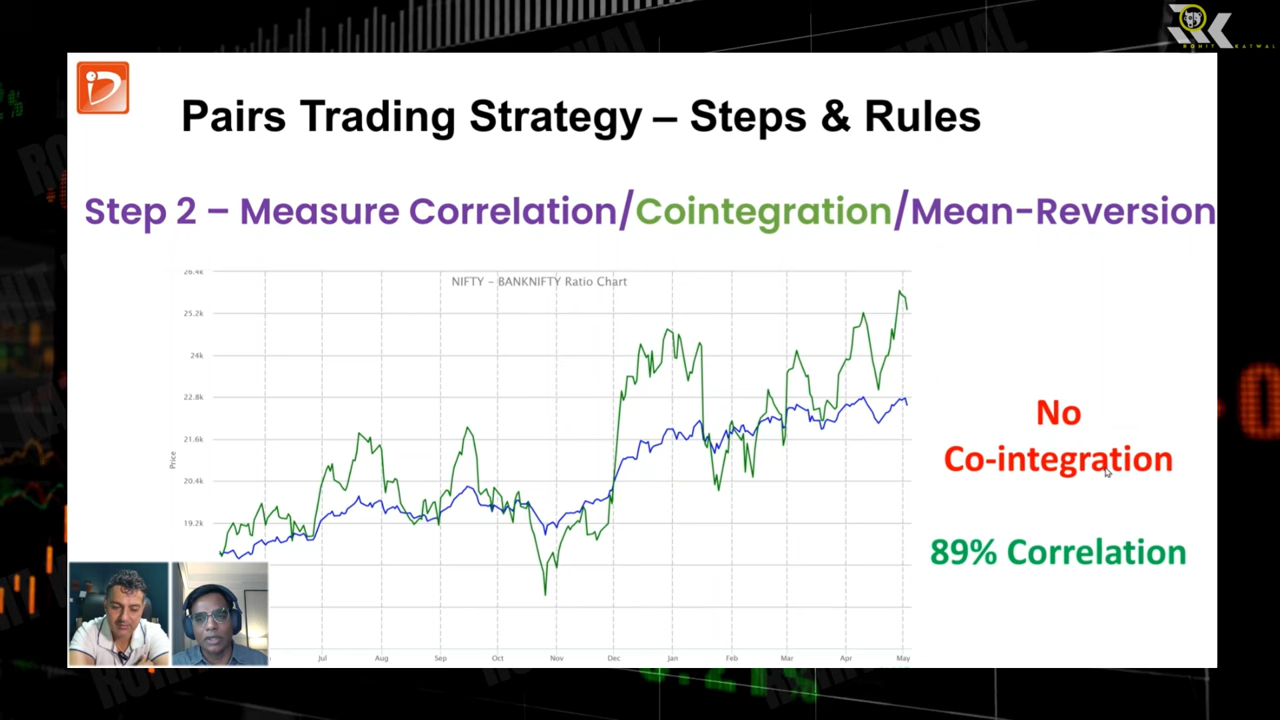 ROHIT KATWAL
Pairs Trading Strategy – Steps & Rules
Step 2 – Measure Correlation/Cointegration/Mean-Reversion
NIFTY – BANKNIFTY Ratio Chart
26.4k
25.2k
24k
22.8k
21.6k
20.4k
19.2k
Price
No
Co-integration
89% Correlation
Jul Aug Sep Oct Nov Dec Jan Feb Mar Apr May